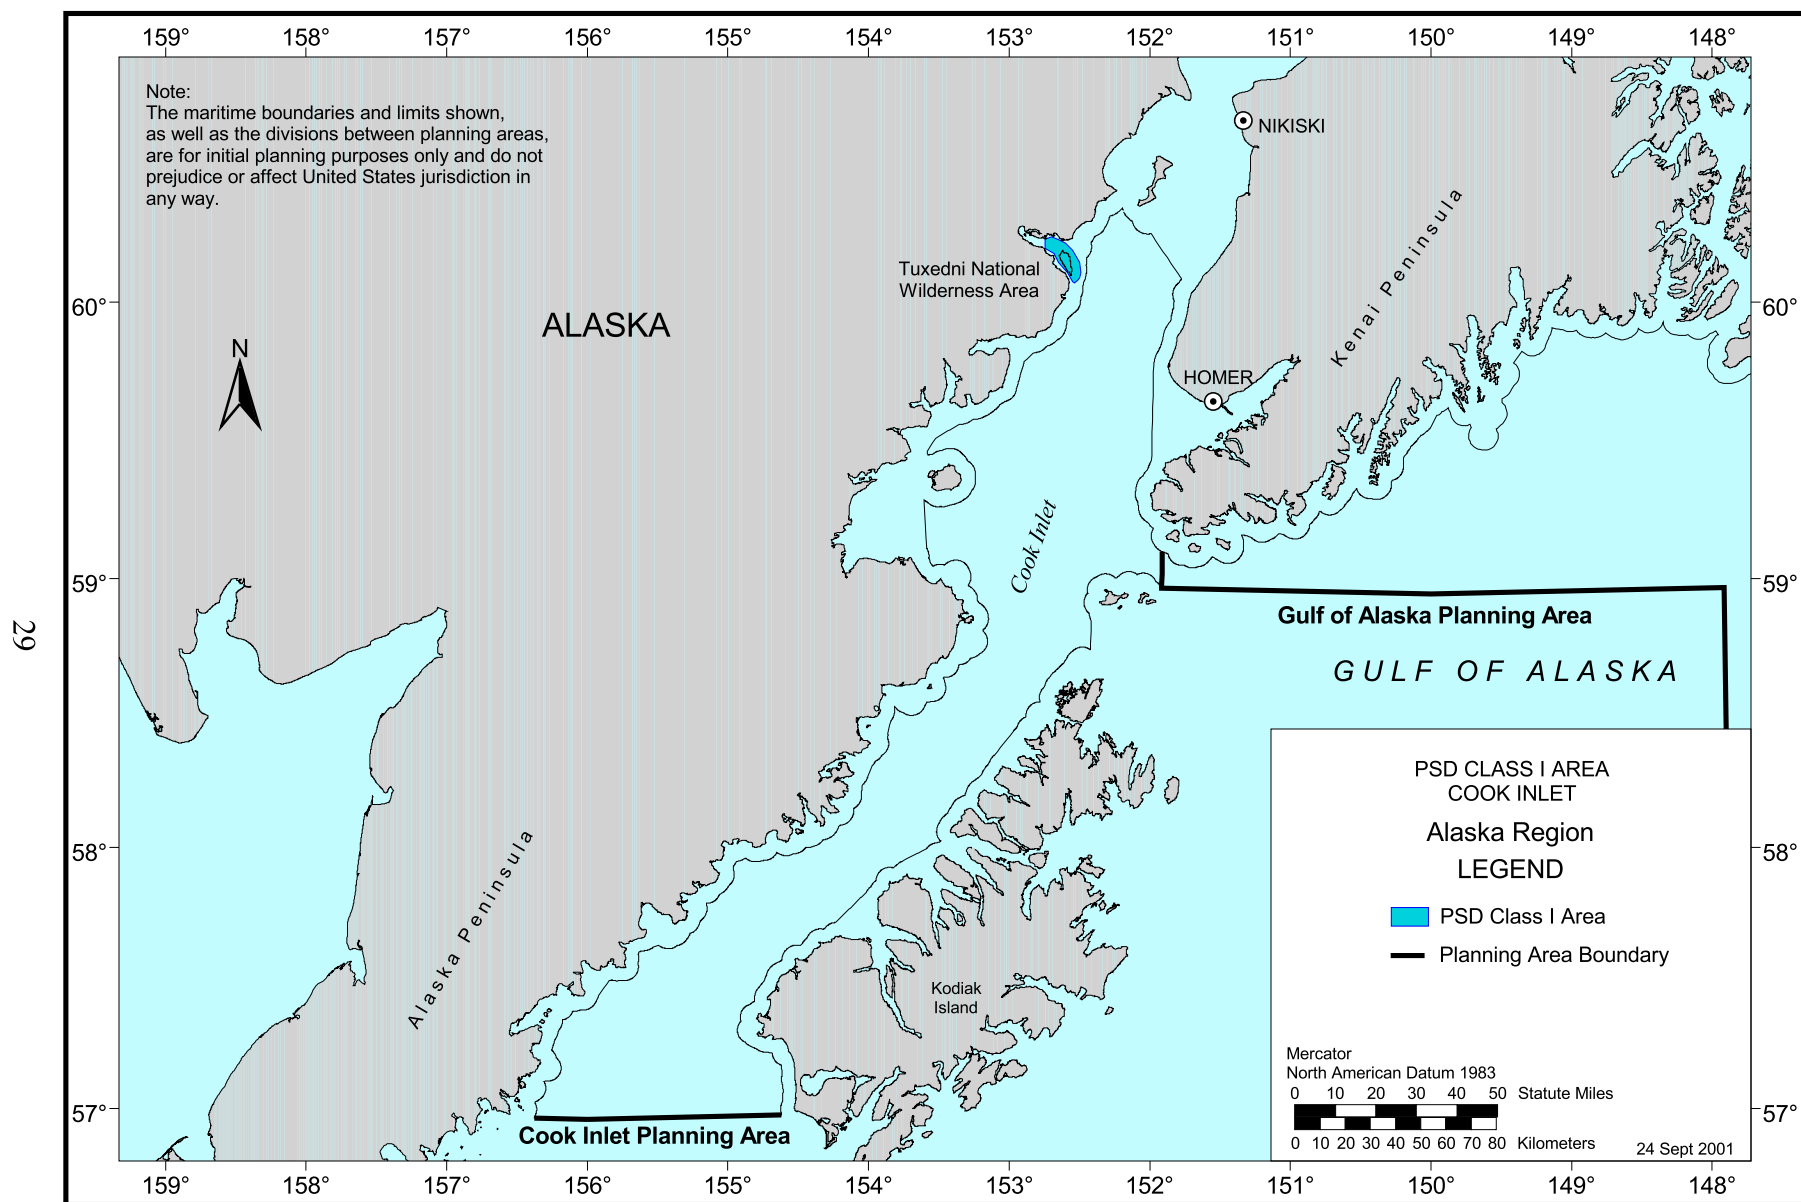 159° 158° 157° 156° 155° 154° 153° 152° 151° 150° 149° 148°
Note:
The maritime boundaries and limits shown,
as well as the divisions between planning areas,
are for initial planning purposes only and do not
prejudice or affect United States jurisdiction in
any way.
NIKISKI
Kenai Peninsula
Tuxedni National
Wilderness Area
60° 60°
ALASKA
N
HOMER
Cook Inlet
59° 59°
Gulf of Alaska Planning Area
29
GULF OF ALASKA
PSD CLASS I AREA
COOK INLET
Alaska Region
LEGEND
58° 58°
PSD Class I Area
Planning Area Boundary
Alaska Peninsula
Kodiak
Island
Mercator
North American Datum 1983
0 10 20 30 40 50 Statute Miles
0 10 20 30 40 50 60 70 80 Kilometers
24 Sept 2001
57° 57°
Cook Inlet Planning Area
159° 158° 157° 156° 155° 154° 153° 152° 151° 150° 149° 148°